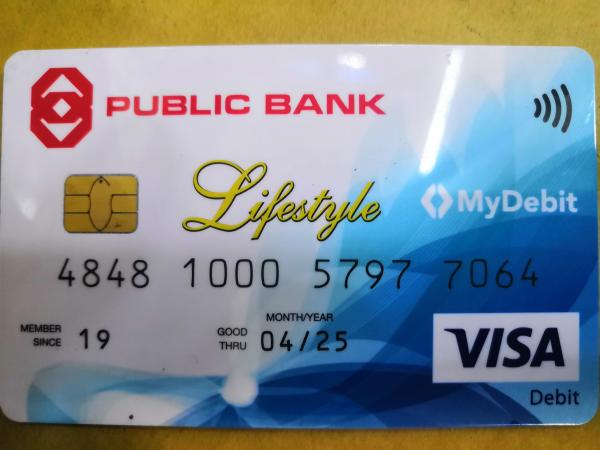 PUBLIC BANK
Lifestyle
MyDebit
4848 1000 5797 7064
MONTH/YEAR
MEMBER SINCE 19
GOOD THRU 04/25
VISA
Debit